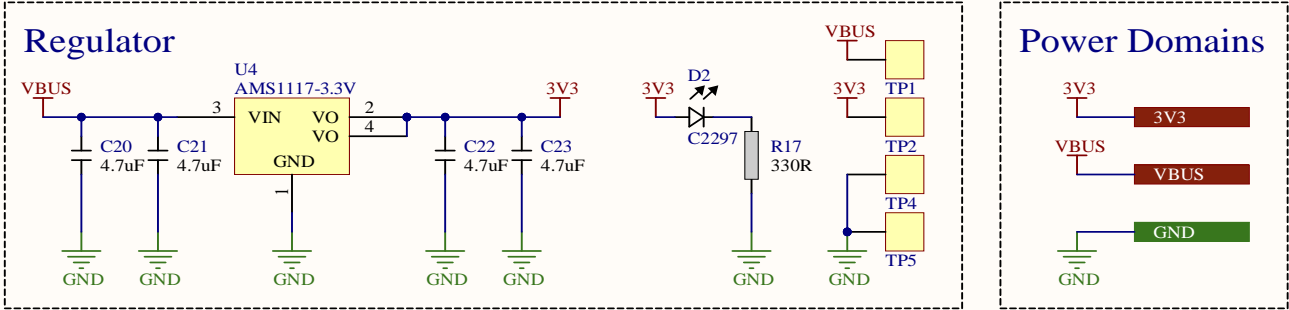 Regulator
VBUS
U4
AMS1117-3.3V
3
VIN
VO
2
VO
4
GND
1
3V3
C20
4.7uF
C21
4.7uF
C22
4.7uF
C23
4.7uF
GND
GND
GND
GND
GND
3V3
D2
C2297
R17
330R
GND
VBUS
TP1
3V3
TP2
TP4
TP5
GND
Power Domains
3V3
3V3
VBUS
VBUS
GND
GND